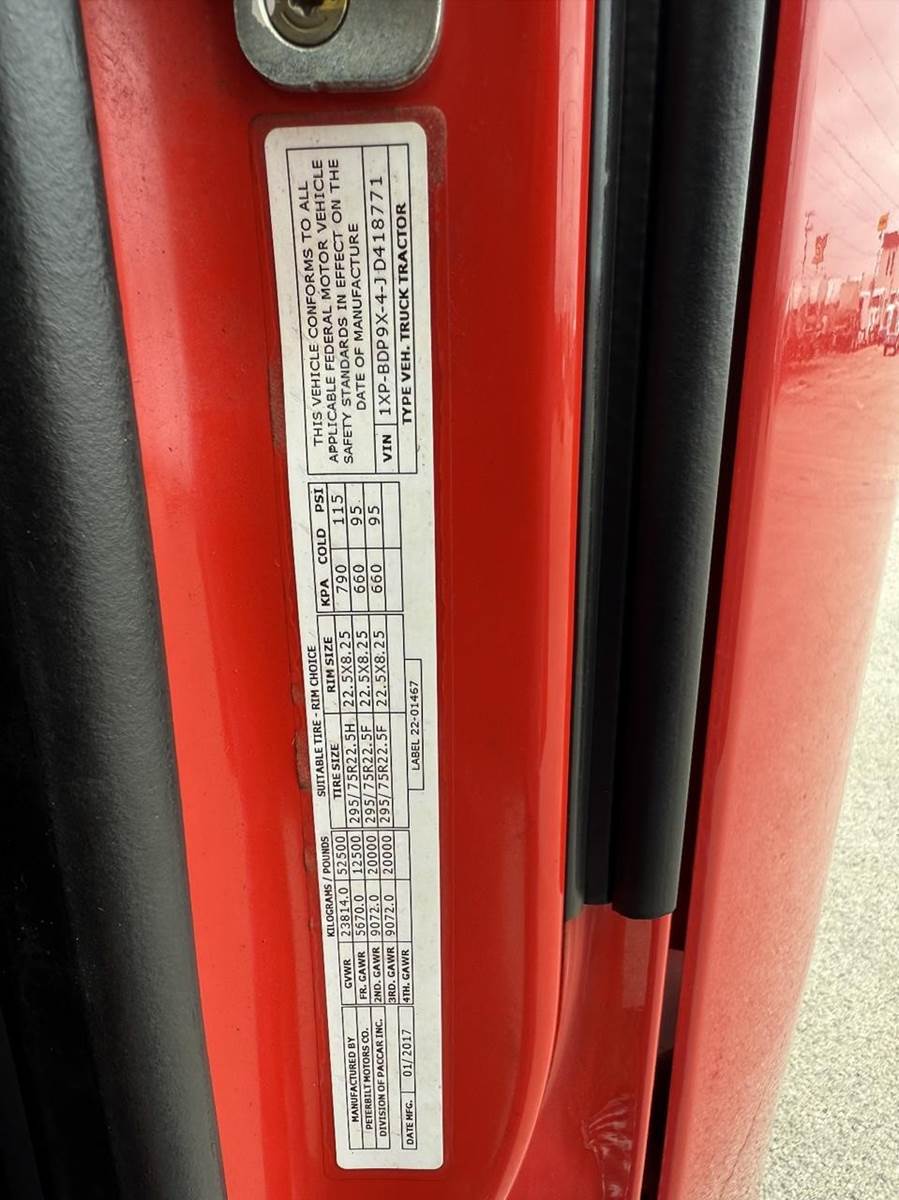 MANUFACTURED BY
PETERBILT MOTORS CO.
DIVISION OF PACCAR INC.
DATE MFG. 01/2017
KILOGRAMS / POUNDS
GVWR 23814.0 52500
FR. GAWR 5670.0 12500
2ND. GAWR 9072.0 20000
3RD. GAWR 9072.0 20000
4TH. GAWR
SUITABLE TIRE - RIM CHOICE
TIRE SIZE RIM SIZE KPA COLD PSI
295/75R22.5H 22.5X8.25 790 115
295/75R22.5F 22.5X8.25 660 95
295/75R22.5F 22.5X8.25 660 95
LABEL 22-01467
THIS VEHICLE CONFORMS TO ALL
APPLICABLE FEDERAL MOTOR VEHICLE
SAFETY STANDARDS IN EFFECT ON THE
DATE OF MANUFACTURE
VIN 1XP-BDP9X-4-JD418771
TYPE VEH. TRUCK TRACTOR